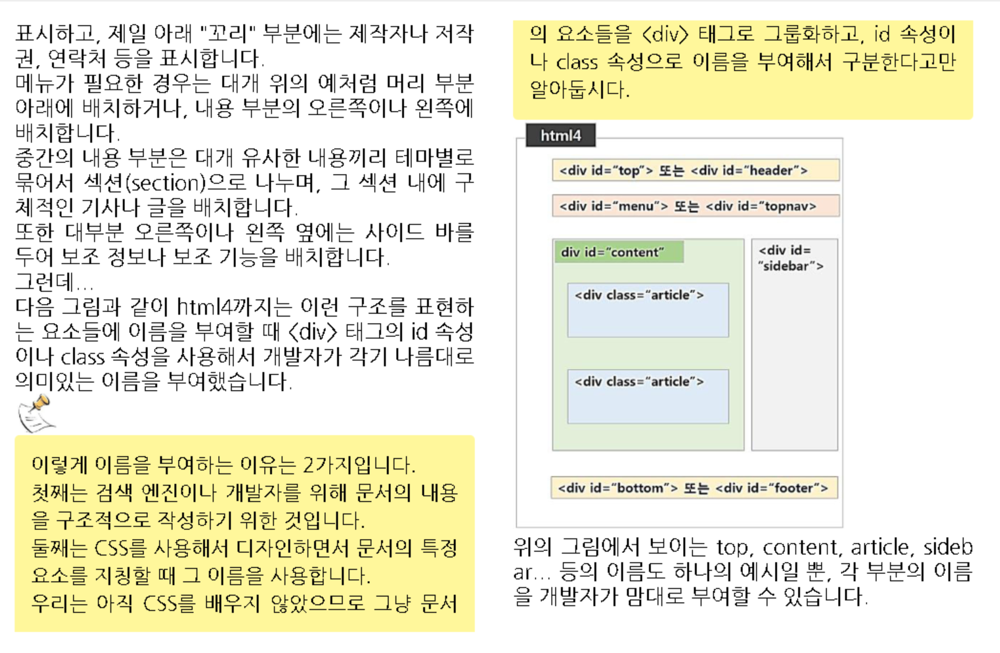 표시하고, 제일 아래 "꼬리" 부분에는 제작자나 저작
권, 연락처 등을 표시합니다.
메뉴가 필요한 경우는 대개 위의 예처럼 머리 부분
아래에 배치하거나, 내용 부분의 오른쪽이나 왼쪽에
배치합니다.
중간의 내용 부분은 대개 유사한 내용끼리 테마별로
묶어서 섹션(section)으로 나누며, 그 섹션 내에 구
체적인 기사나 글을 배치합니다.
또한 대부분 오른쪽이나 왼쪽 옆에는 사이드 바를
두어 보조 정보나 보조 기능을 배치합니다.
그런데...
다음 그림과 같이 html4까지는 이런 구조를 표현하
는 요소들에 이름을 부여할 때 〈div〉 태그의 id 속성
이나 class 속성을 사용해서 개발자가 각기 나름대로
의미있는 이름을 부여했습니다.
이렇게 이름을 부여하는 이유는 2가지입니다.
첫째는 검색 엔진이나 개발자를 위해 문서의 내용
을 구조적으로 작성하기 위한 것입니다.
둘째는 CSS를 사용해서 디자인하면서 문서의 특정
요소를 지칭할 때 그 이름을 사용합니다.
우리는 아직 CSS를 배우지 않았으므로 그냥 문서
의 요소들을 〈div〉 태그로 그룹화하고, id 속성이
나 class 속성으로 이름을 부여해서 구분한다고만
알아둡시다.
html4
<div id="top"> 또는 <div id="header">
<div id="menu"> 또는 <div id="topnav>
div id="content"
<div class="article">
<div class="article">
<div id=
"sidebar">
<div id="bottom"> 또는 <div id="footer">
위의 그림에서 보이는 top, content, article, sideb
ar... 등의 이름도 하나의 예시일 뿐, 각 부분의 이름
을 개발자가 맘대로 부여할 수 있습니다.